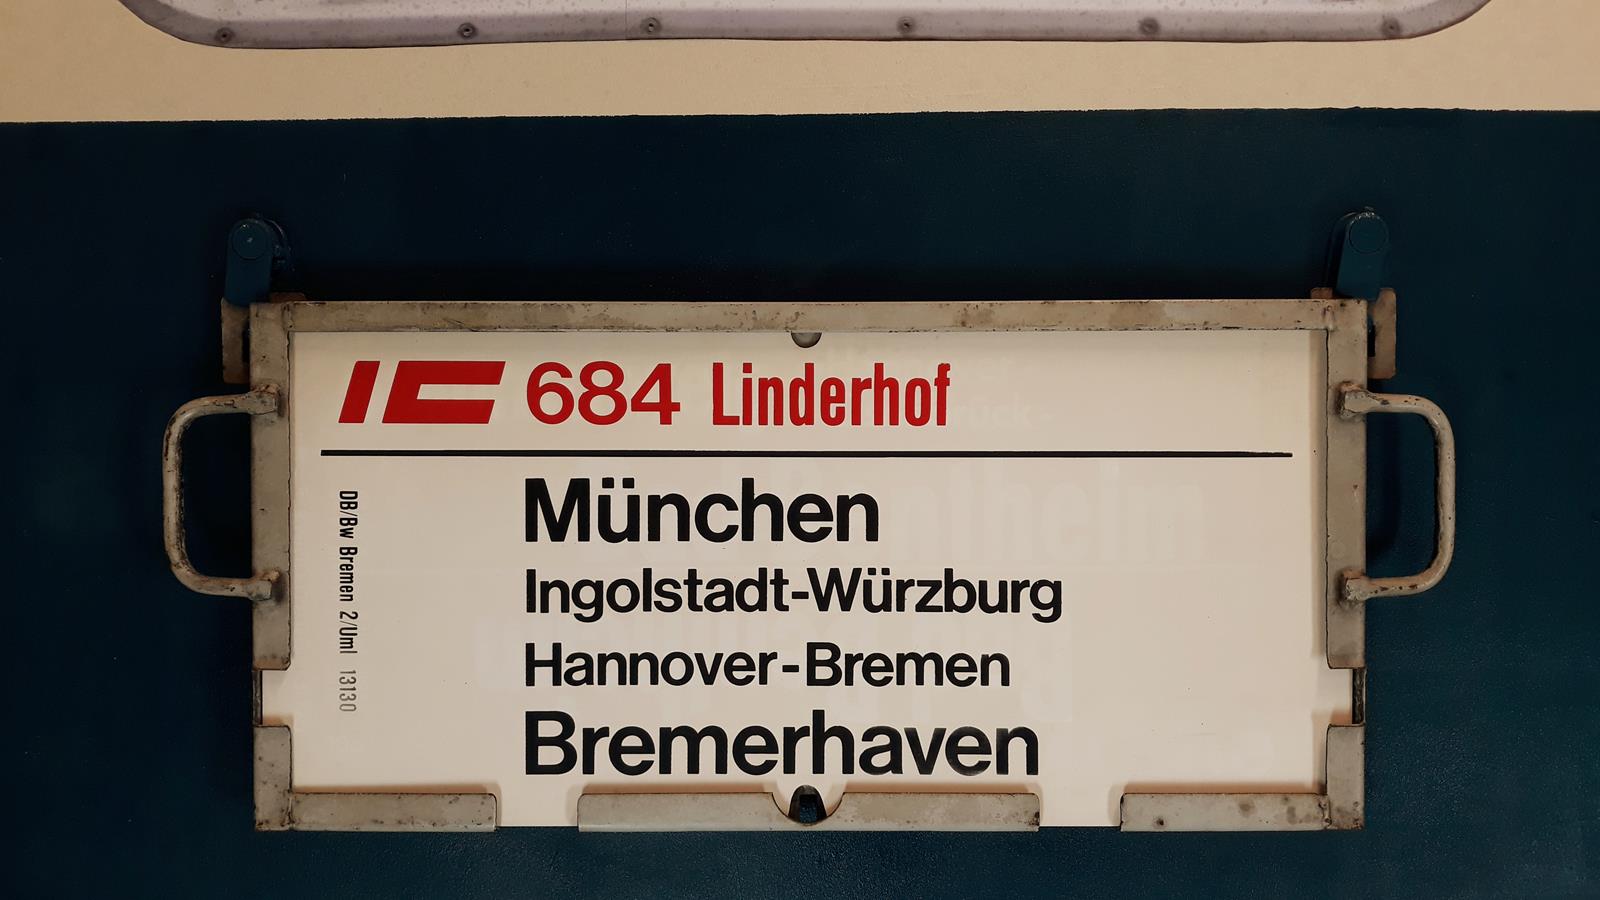 IC 684 Linderhof
München
Ingolstadt-Würzburg
Hannover-Bremen
Bremerhaven
DB/Bw Bremen 2/Uml 13130